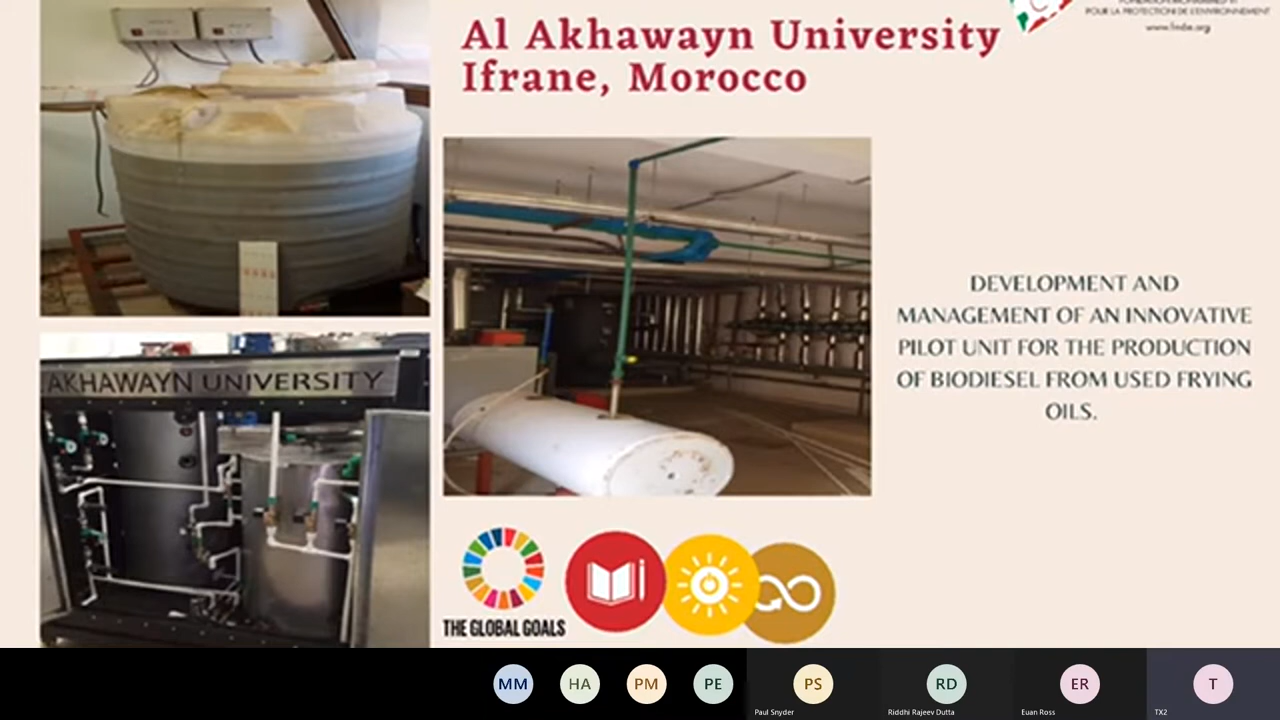 Al Akhawayn University
Ifrane, Morocco
POUR LA PROTECTION DE L'ENVIRONNEMENT
www.fm6e.org
AKHAWAYN UNIVERSITY
DEVELOPMENT AND
MANAGEMENT OF AN INNOVATIVE
PILOT UNIT FOR THE PRODUCTION
OF BIODIESEL FROM USED FRYING
OILS.
THE GLOBAL GOALS
MM
HA
PM
PE
PS
RD
ER
T
Paul Snyder
Riddhi Rajeev Dutta
Euan Ross
TX2